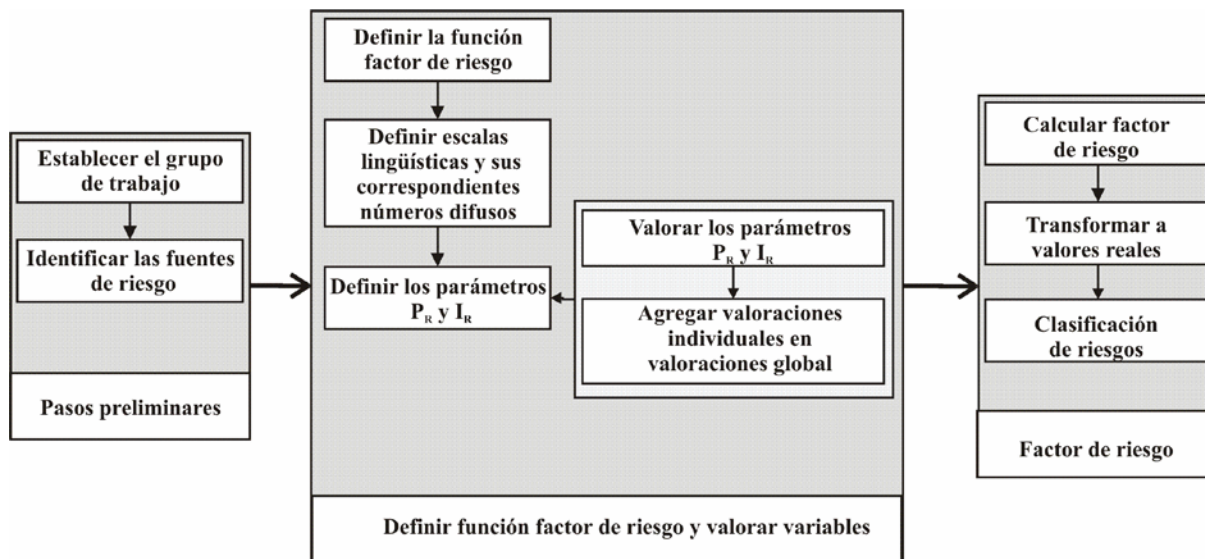 Establecer el grupo
de trabajo
Identificar las fuentes
de riesgo
Pasos preliminares
Definir la función
factor de riesgo
Definir escalas
lingüísticas y sus
correspondientes
números difusos
Definir los parámetros
P_R y I_R
Valorar los parámetros
P_R y I_R
Agregar valoraciones
individuales en
valoraciones global
Definir función factor de riesgo y valorar variables
Calcular factor
de riesgo
Transformar a
valores reales
Clasificación
de riesgos
Factor de riesgo